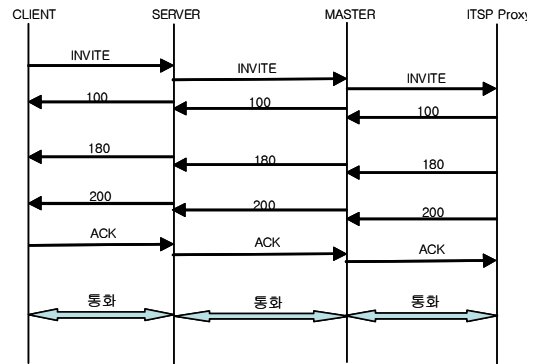 CLIENT SERVER MASTER ITSP Proxy
INVITE INVITE INVITE
100 100 100
180 180 180
200 200 200
ACK ACK ACK
통화 통화 통화